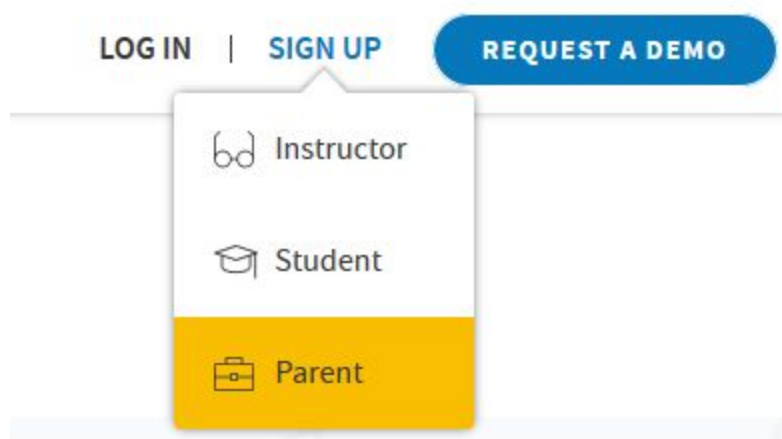 LOG IN | SIGN UP REQUEST A DEMO
Instructor
Student
Parent